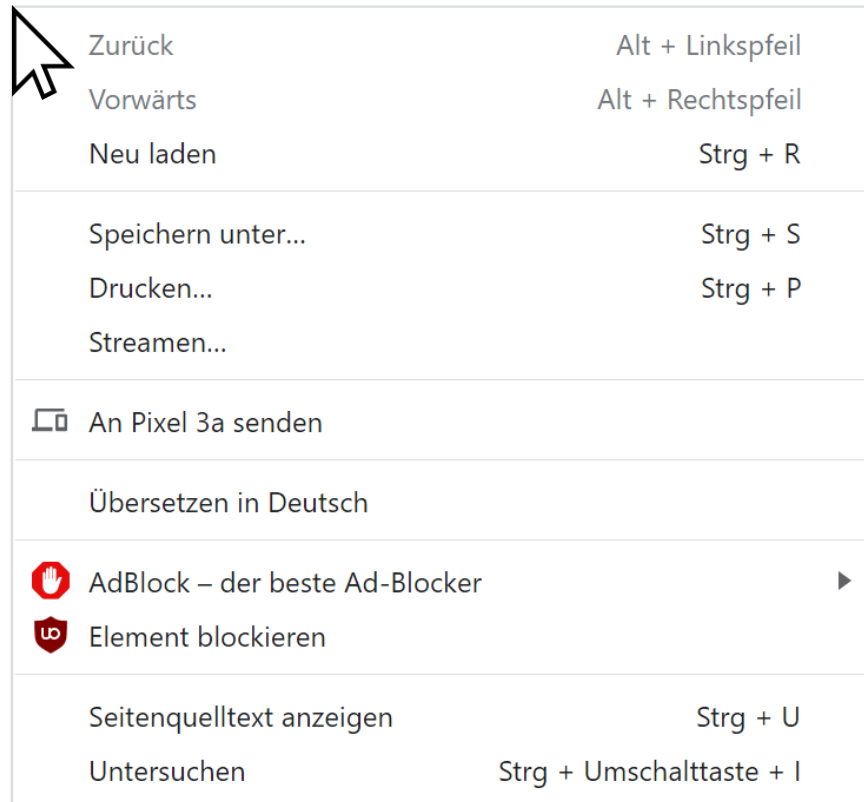 Zurück Alt + Linkspfeil
Vorwärts Alt + Rechtspfeil
Neu laden Strg + R
Speichern unter... Strg + S
Drucken... Strg + P
Streamen...
An Pixel 3a senden
Übersetzen in Deutsch
AdBlock – der beste Ad-Blocker
uo Element blockieren
Seitenquelltext anzeigen Strg + U
Untersuchen Strg + Umschalttaste + I